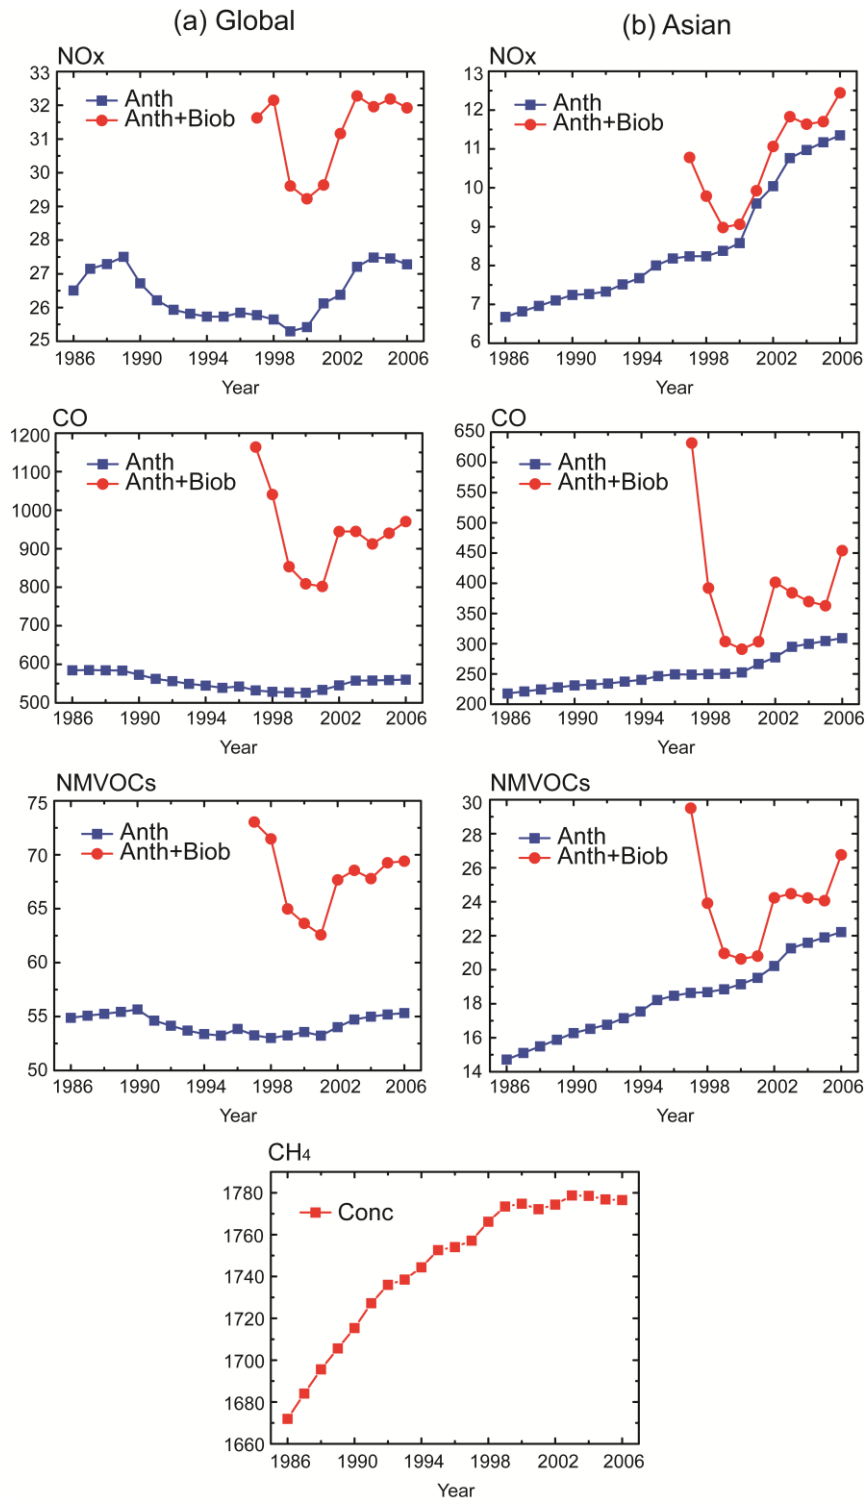 (a) Global
(b) Asian
NOx
33
32
31
30
29
28
27
26
25
Anth
Anth+Biob
1986 1990 1994 1998 2002 2006
Year
NOx
13
12
11
10
9
8
7
6
Anth
Anth+Biob
1986 1990 1994 1998 2002 2006
Year
CO
1200
1100
1000
900
800
700
600
500
Anth
Anth+Biob
1986 1990 1994 1998 2002 2006
Year
CO
650
600
550
500
450
400
350
300
250
200
Anth
Anth+Biob
1986 1990 1994 1998 2002 2006
Year
NMVOCs
75
70
65
60
55
50
Anth
Anth+Biob
1986 1990 1994 1998 2002 2006
Year
NMVOCs
30
28
26
24
22
20
18
16
14
Anth
Anth+Biob
1986 1990 1994 1998 2002 2006
Year
CH4
1780
1760
1740
1720
1700
1680
1660
Conc
1986 1990 1994 1998 2002 2006
Year